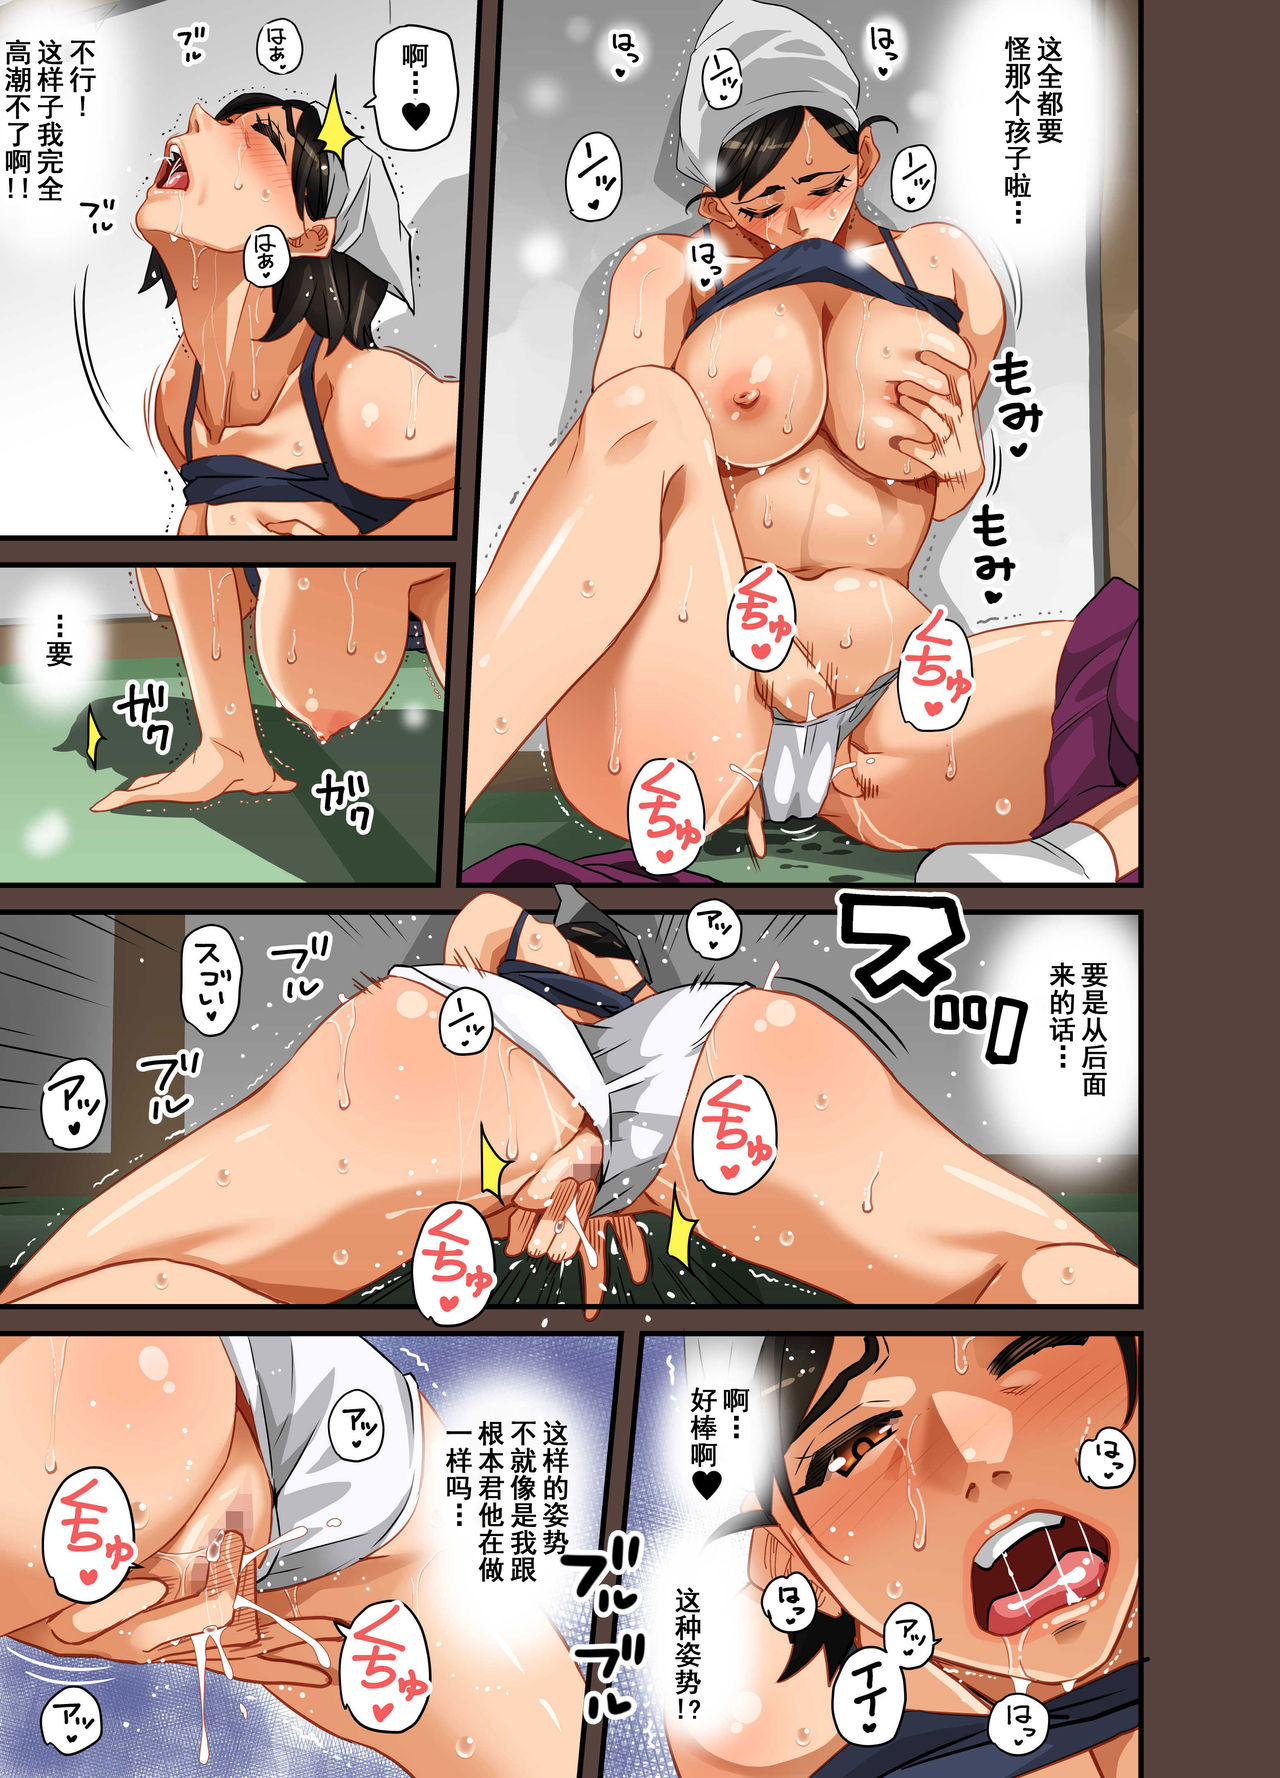 这全都要
怪那个孩子啦…
はっ
はっ
ハッ
ハッ
ハッ
はっ
はっ
もみ
もみ
くちゅ
くちゅ
くちゅ
啊…♥
はぁ
はぁ
ブル
ブル
不行！
这样子我完全
高潮不了啊!!
…要
ガク
ガク
要是从后面
来的话…
ズ
アッ
スゴい
ブル
ブル
ハッ
アッ
くちゅ
くちゅ
啊…
好棒啊♥
这种姿势!?
はっ
はっ
アッ
イイ
はっ
ブル
ブル
这样的姿势
不就像是我跟
根本君他在做
一样吗…
アッ
くちゅ
くちゅ
アッ